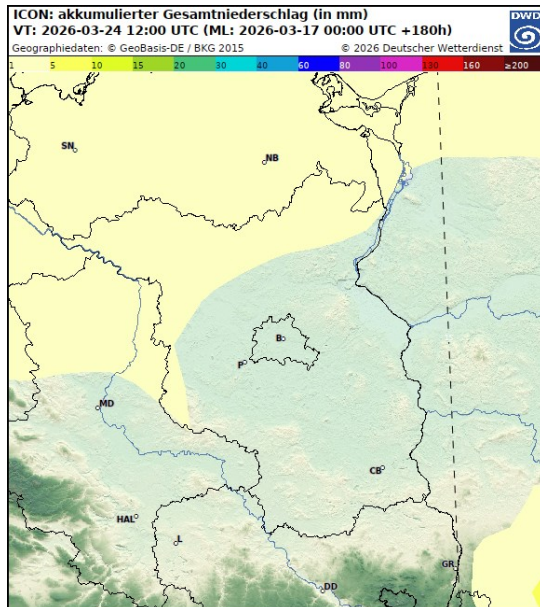 ICON: akkumulierter Gesamtniederschlag (in mm)
VT: 2026-03-24 12:00 UTC (ML: 2026-03-17 00:00 UTC +180h)
Geographiedaten: © GeoBasis-DE / BKG 2015 © 2026 Deutscher Wetterdienst
DWD
1 5 10 15 20 30 40 60 80 100 130 160 ≥200
SN
NB
B
P
MD
CB
HAL
L
GR
DD